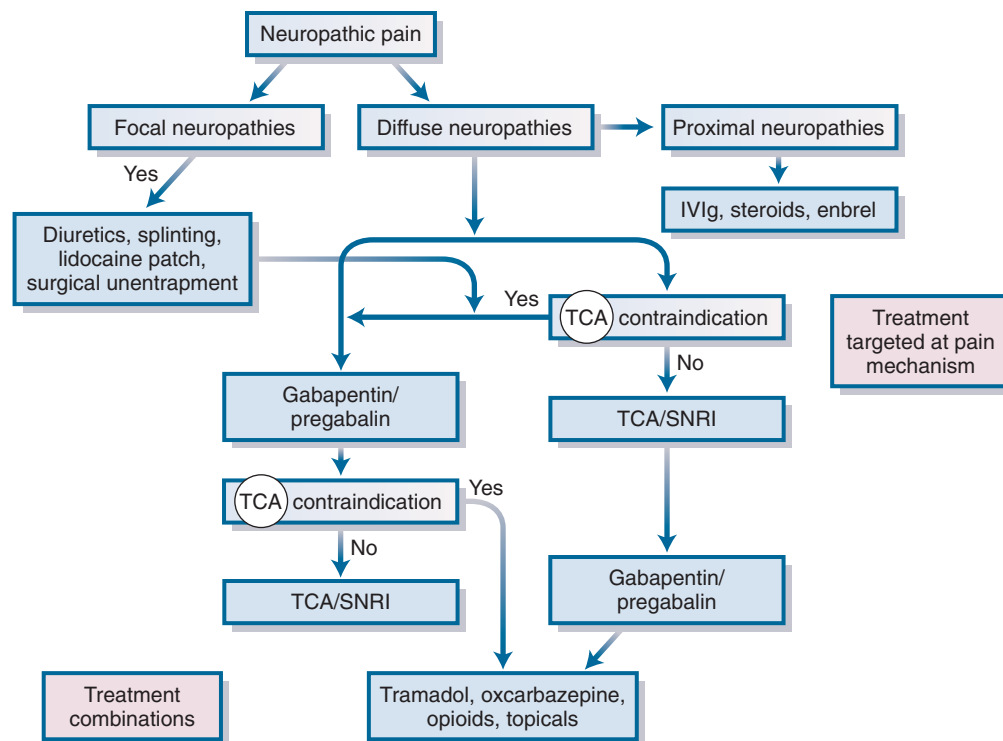 Neuropathic pain
Focal neuropathies
Diffuse neuropathies
Proximal neuropathies
Yes
IVIg, steroids, enbrel
Diuretics, splinting,
lidocaine patch,
surgical unentrapment
Yes
TCA contraindication
Treatment
targeted at pain
mechanism
No
Gabapentin/
pregabalin
TCA/SNRI
TCA contraindication
Yes
No
TCA/SNRI
Gabapentin/
pregabalin
Treatment
combinations
Tramadol, oxcarbazepine,
opioids, topicals